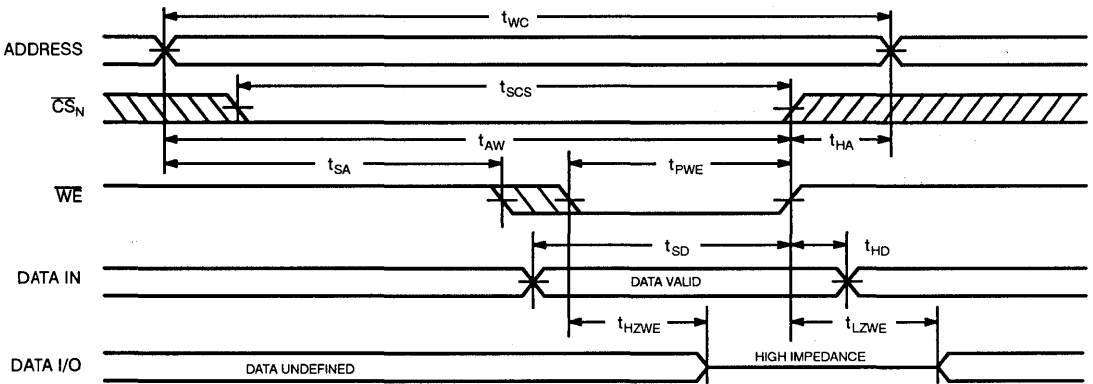 tWC
ADDRESS
tSCS
CSN
tAW
tHA
tSA
tPWE
WE
tSD
tHD
DATA IN
DATA VALID
tHZWE
tLZWE
DATA I/O
DATA UNDEFINED
HIGH IMPEDANCE